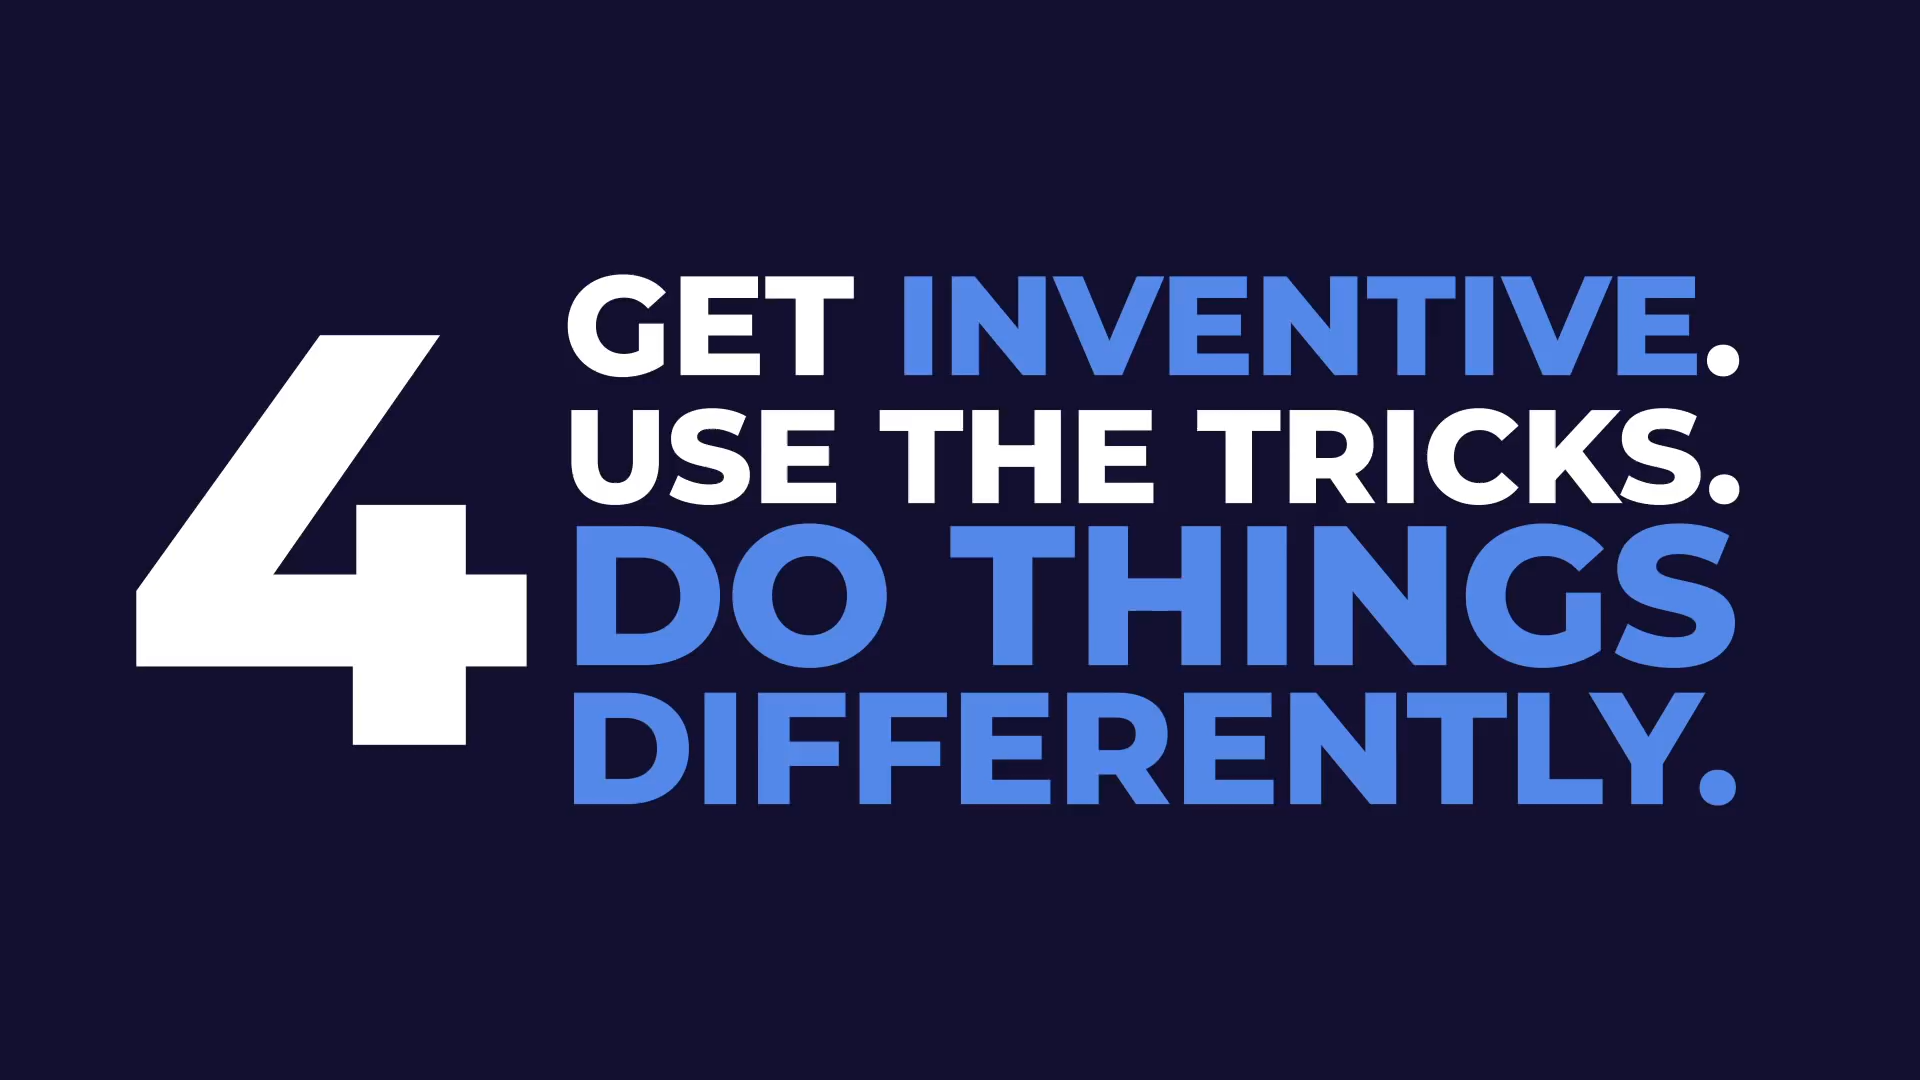 4
GET INVENTIVE.
USE THE TRICKS.
DO THINGS
DIFFERENTLY.